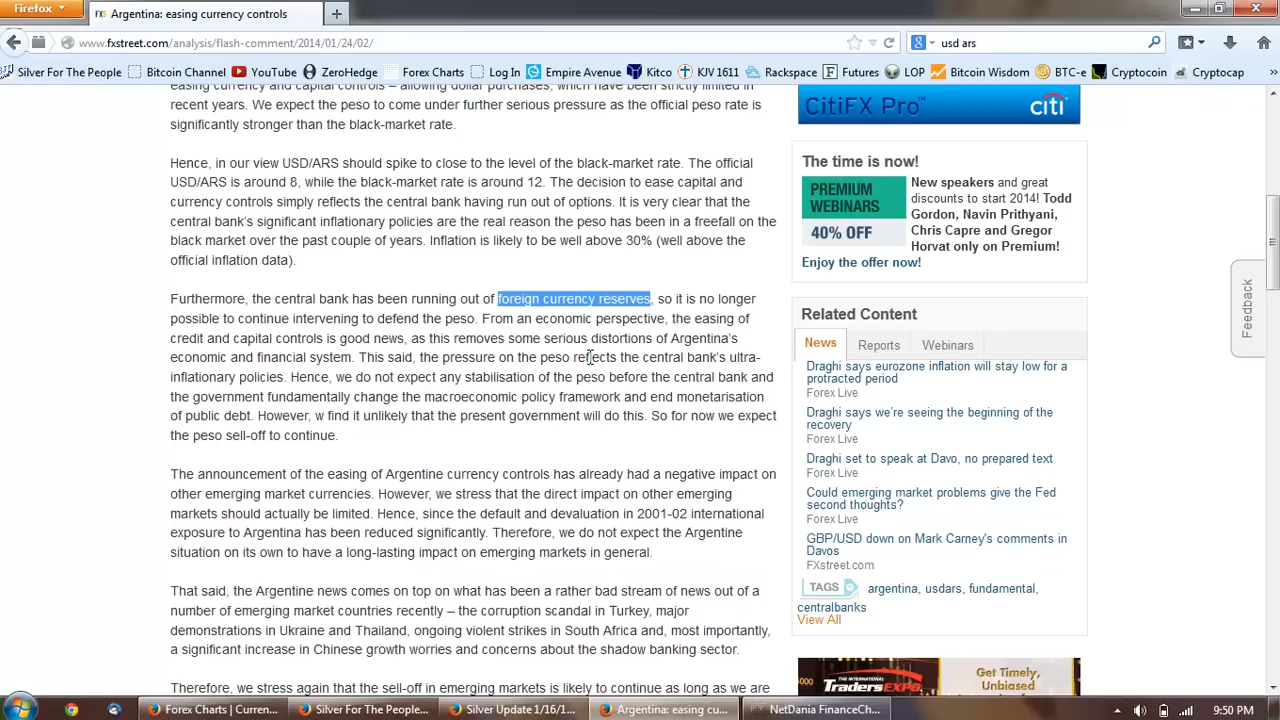 Firefox
Argentina: easing currency controls
www.fxstreet.com/analysis/flash-comment/2014/01/24/02/
usd ars
Silver For The People
Bitcoin Channel
YouTube
ZeroHedge
Forex Charts
Log In
Empire Avenue
Kitco
KJV 1611
Rackspace
Futures
LOP
Bitcoin Wisdom
BTC-e
Cryptocoin
Cryptocap
easing currency and capital controls – allowing dollar purchases, which have been strictly limited in
recent years. We expect the peso to come under further serious pressure as the official peso rate is
significantly stronger than the black-market rate.
Hence, in our view USD/ARS should spike to close to the level of the black-market rate. The official
USD/ARS is around 8, while the black-market rate is around 12. The decision to ease capital and
currency controls simply reflects the central bank having run out of options. It is very clear that the
central bank's significant inflationary policies are the real reason the peso has been in a freefall on the
black market over the past couple of years. Inflation is likely to be well above 30% (well above the
official inflation data).
Furthermore, the central bank has been running out of foreign currency reserves, so it is no longer
possible to continue intervening to defend the peso. From an economic perspective, the easing of
credit and capital controls is good news, as this removes some serious distortions of Argentina's
economic and financial system. This said, the pressure on the peso reflects the central bank's ultra-
inflationary policies. Hence, we do not expect any stabilisation of the peso before the central bank and
the government fundamentally change the macroeconomic policy framework and end monetarisation
of public debt. However, w find it unlikely that the present government will do this. So for now we expect
the peso sell-off to continue.
The announcement of the easing of Argentine currency controls has already had a negative impact on
other emerging market currencies. However, we stress that the direct impact on other emerging
markets should actually be limited. Hence, since the default and devaluation in 2001-02 international
exposure to Argentina has been reduced significantly. Therefore, we do not expect the Argentine
situation on its own to have a long-lasting impact on emerging markets in general.
That said, the Argentine news comes on top on what has been a rather bad stream of news out of a
number of emerging market countries recently – the corruption scandal in Turkey, major
demonstrations in Ukraine and Thailand, ongoing violent strikes in South Africa and, most importantly,
a significant increase in Chinese growth worries and concerns about the shadow banking sector.
Therefore, we stress again that the sell-off in emerging markets is likely to continue as long as we are
CitiFX Pro™
citi
The time is now!
PREMIUM
WEBINARS
40% OFF
New speakers and great
discounts to start 2014! Todd
Gordon, Navin Prithyani,
Chris Capre and Gregor
Horvat only on Premium!
Enjoy the offer now!
Related Content
News
Reports
Webinars
Draghi says eurozone inflation will stay low for a
protracted period
Forex Live
Draghi says we're seeing the beginning of the
recovery
Forex Live
Draghi set to speak at Davo, no prepared text
Forex Live
Could emerging market problems give the Fed
second thoughts?
Forex Live
GBP/USD down on Mark Carney's comments in
Davos
FXstreet.com
TAGS
argentina, usdars, fundamental,
centralbanks
View All
THE INTERNATIONAL
TradersEXPO
Get Timely,
Unbiased
Feedback
Forex Charts | Curren...
Silver For The People...
Silver Update 1/16/1...
Argentina: easing cu...
NetDania FinanceCh...
9:50 PM